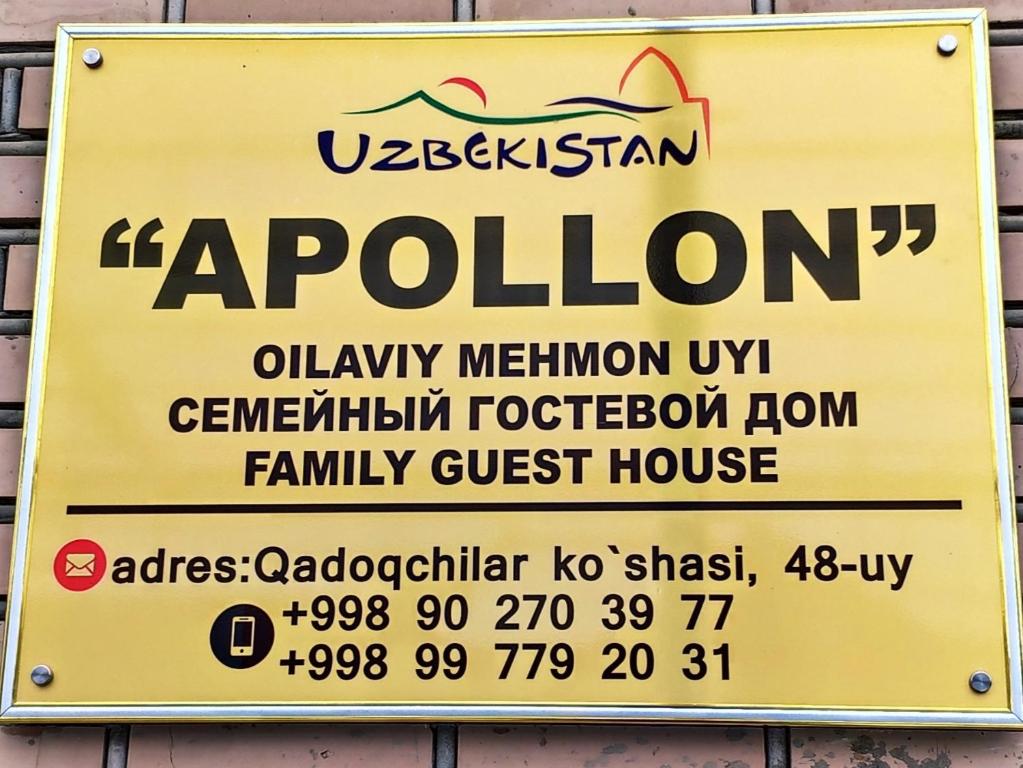 UZBEKISTAN
“APOLLON”
OILAVIY MEHMON UYI
СЕМЕЙНЫЙ ГОСТЕВОЙ ДОМ
FAMILY GUEST HOUSE
adres:Qadoqchilar ko`shasi, 48-uy
+998 90 270 39 77
+998 99 779 20 31